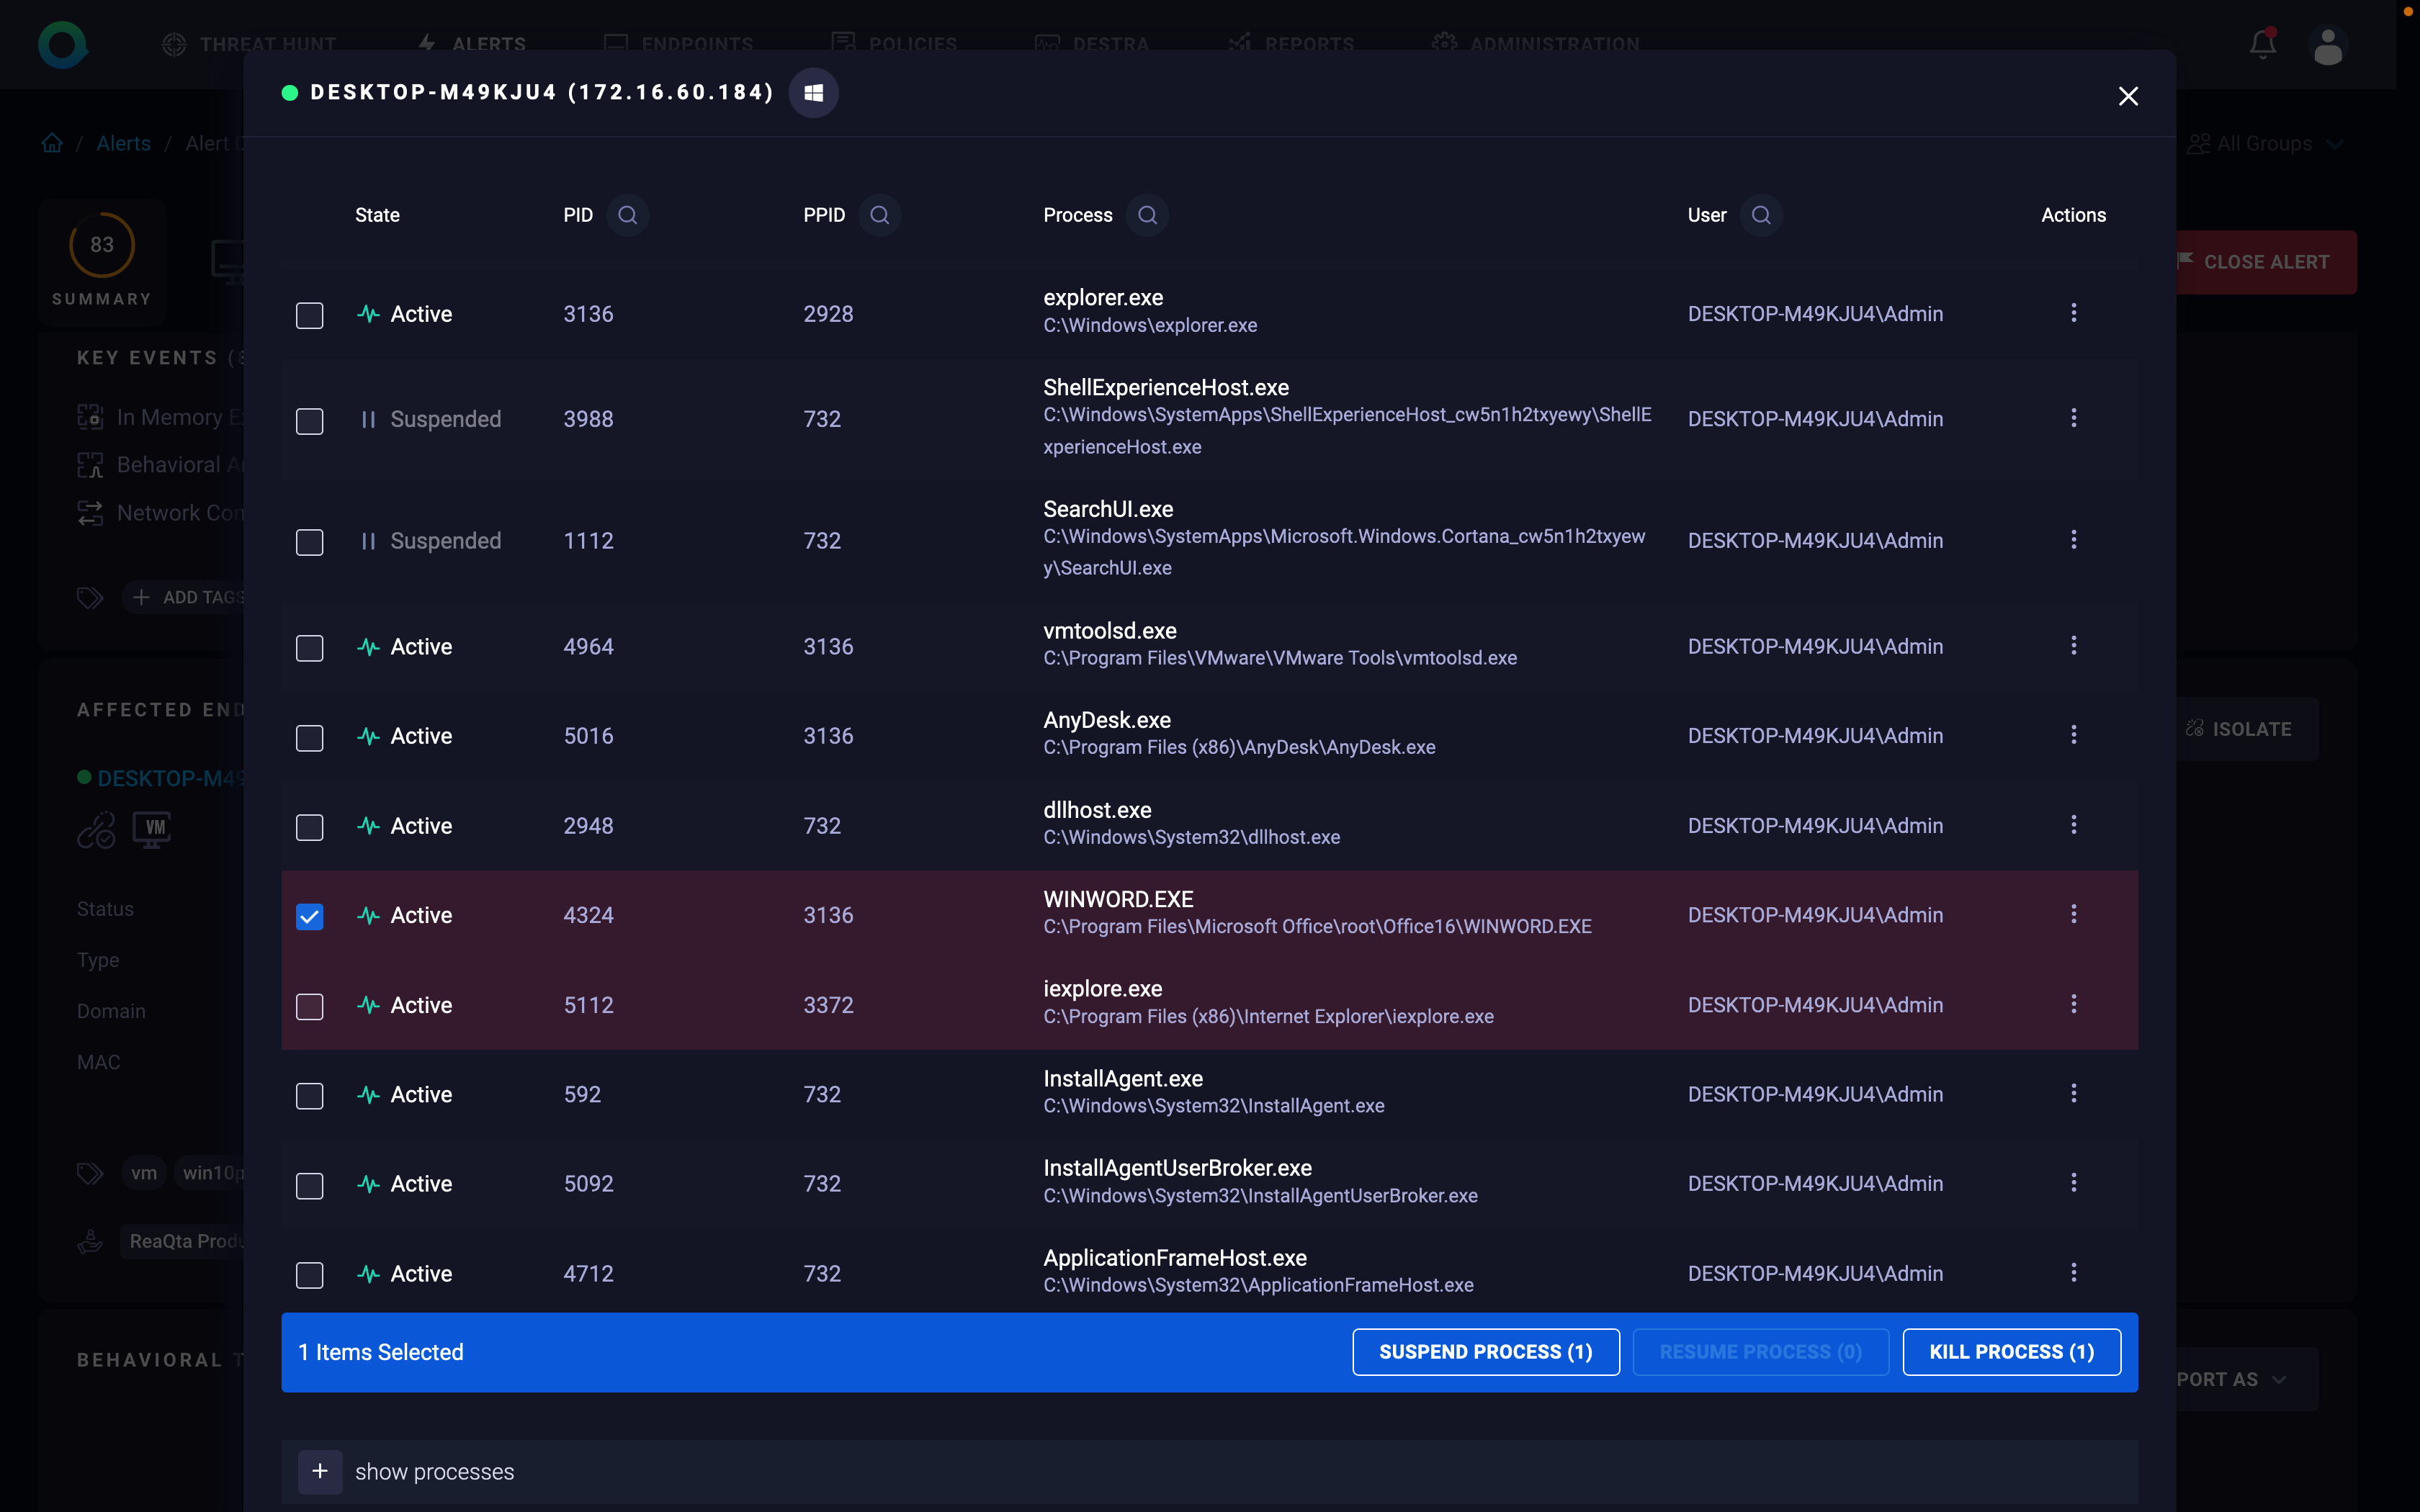 THREAT HUNT
ALERTS
ENDPOINTS
POLICIES
DESTRA
REPORTS
ADMINISTRATION
DESKTOP-M49KJU4 (172.16.60.184)
/ Alerts / Alert
All Groups
83
SUMMARY
CLOSE ALERT
State PID PPID Process User Actions
KEY EVENTS
In Memory
Behavioral
Network
ADD TAGS
AFFECTED
DESKTOP-M49
VM
ISOLATE
Status
Type
Domain
MAC
vm
win10p
ReaQta
BEHAVIORAL
PORT AS
Active 3136 2928 explorer.exe DESKTOP-M49KJU4\Admin
C:\Windows\explorer.exe
Suspended 3988 732 ShellExperienceHost.exe DESKTOP-M49KJU4\Admin
C:\Windows\SystemApps\ShellExperienceHost_cw5n1h2txyewy\ShellE
xperienceHost.exe
Suspended 1112 732 SearchUI.exe DESKTOP-M49KJU4\Admin
C:\Windows\SystemApps\Microsoft.Windows.Cortana_cw5n1h2txyew
y\SearchUI.exe
Active 4964 3136 vmtoolsd.exe DESKTOP-M49KJU4\Admin
C:\Program Files\VMware\VMware Tools\vmtoolsd.exe
Active 5016 3136 AnyDesk.exe DESKTOP-M49KJU4\Admin
C:\Program Files (x86)\AnyDesk\AnyDesk.exe
Active 2948 732 dllhost.exe DESKTOP-M49KJU4\Admin
C:\Windows\System32\dllhost.exe
Active 4324 3136 WINWORD.EXE DESKTOP-M49KJU4\Admin
C:\Program Files\Microsoft Office\root\Office16\WINWORD.EXE
Active 5112 3372 iexplore.exe DESKTOP-M49KJU4\Admin
C:\Program Files (x86)\Internet Explorer\iexplore.exe
Active 592 732 InstallAgent.exe DESKTOP-M49KJU4\Admin
C:\Windows\System32\InstallAgent.exe
Active 5092 732 InstallAgentUserBroker.exe DESKTOP-M49KJU4\Admin
C:\Windows\System32\InstallAgentUserBroker.exe
Active 4712 732 ApplicationFrameHost.exe DESKTOP-M49KJU4\Admin
C:\Windows\System32\ApplicationFrameHost.exe
1 Items Selected SUSPEND PROCESS (1) RESUME PROCESS (0) KILL PROCESS (1)
+ show processes